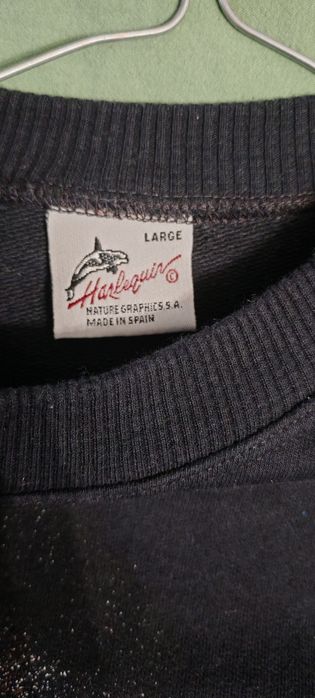 LARGE
Harlequin ©
NATURE GRAPHICS, S.A.
MADE IN SPAIN